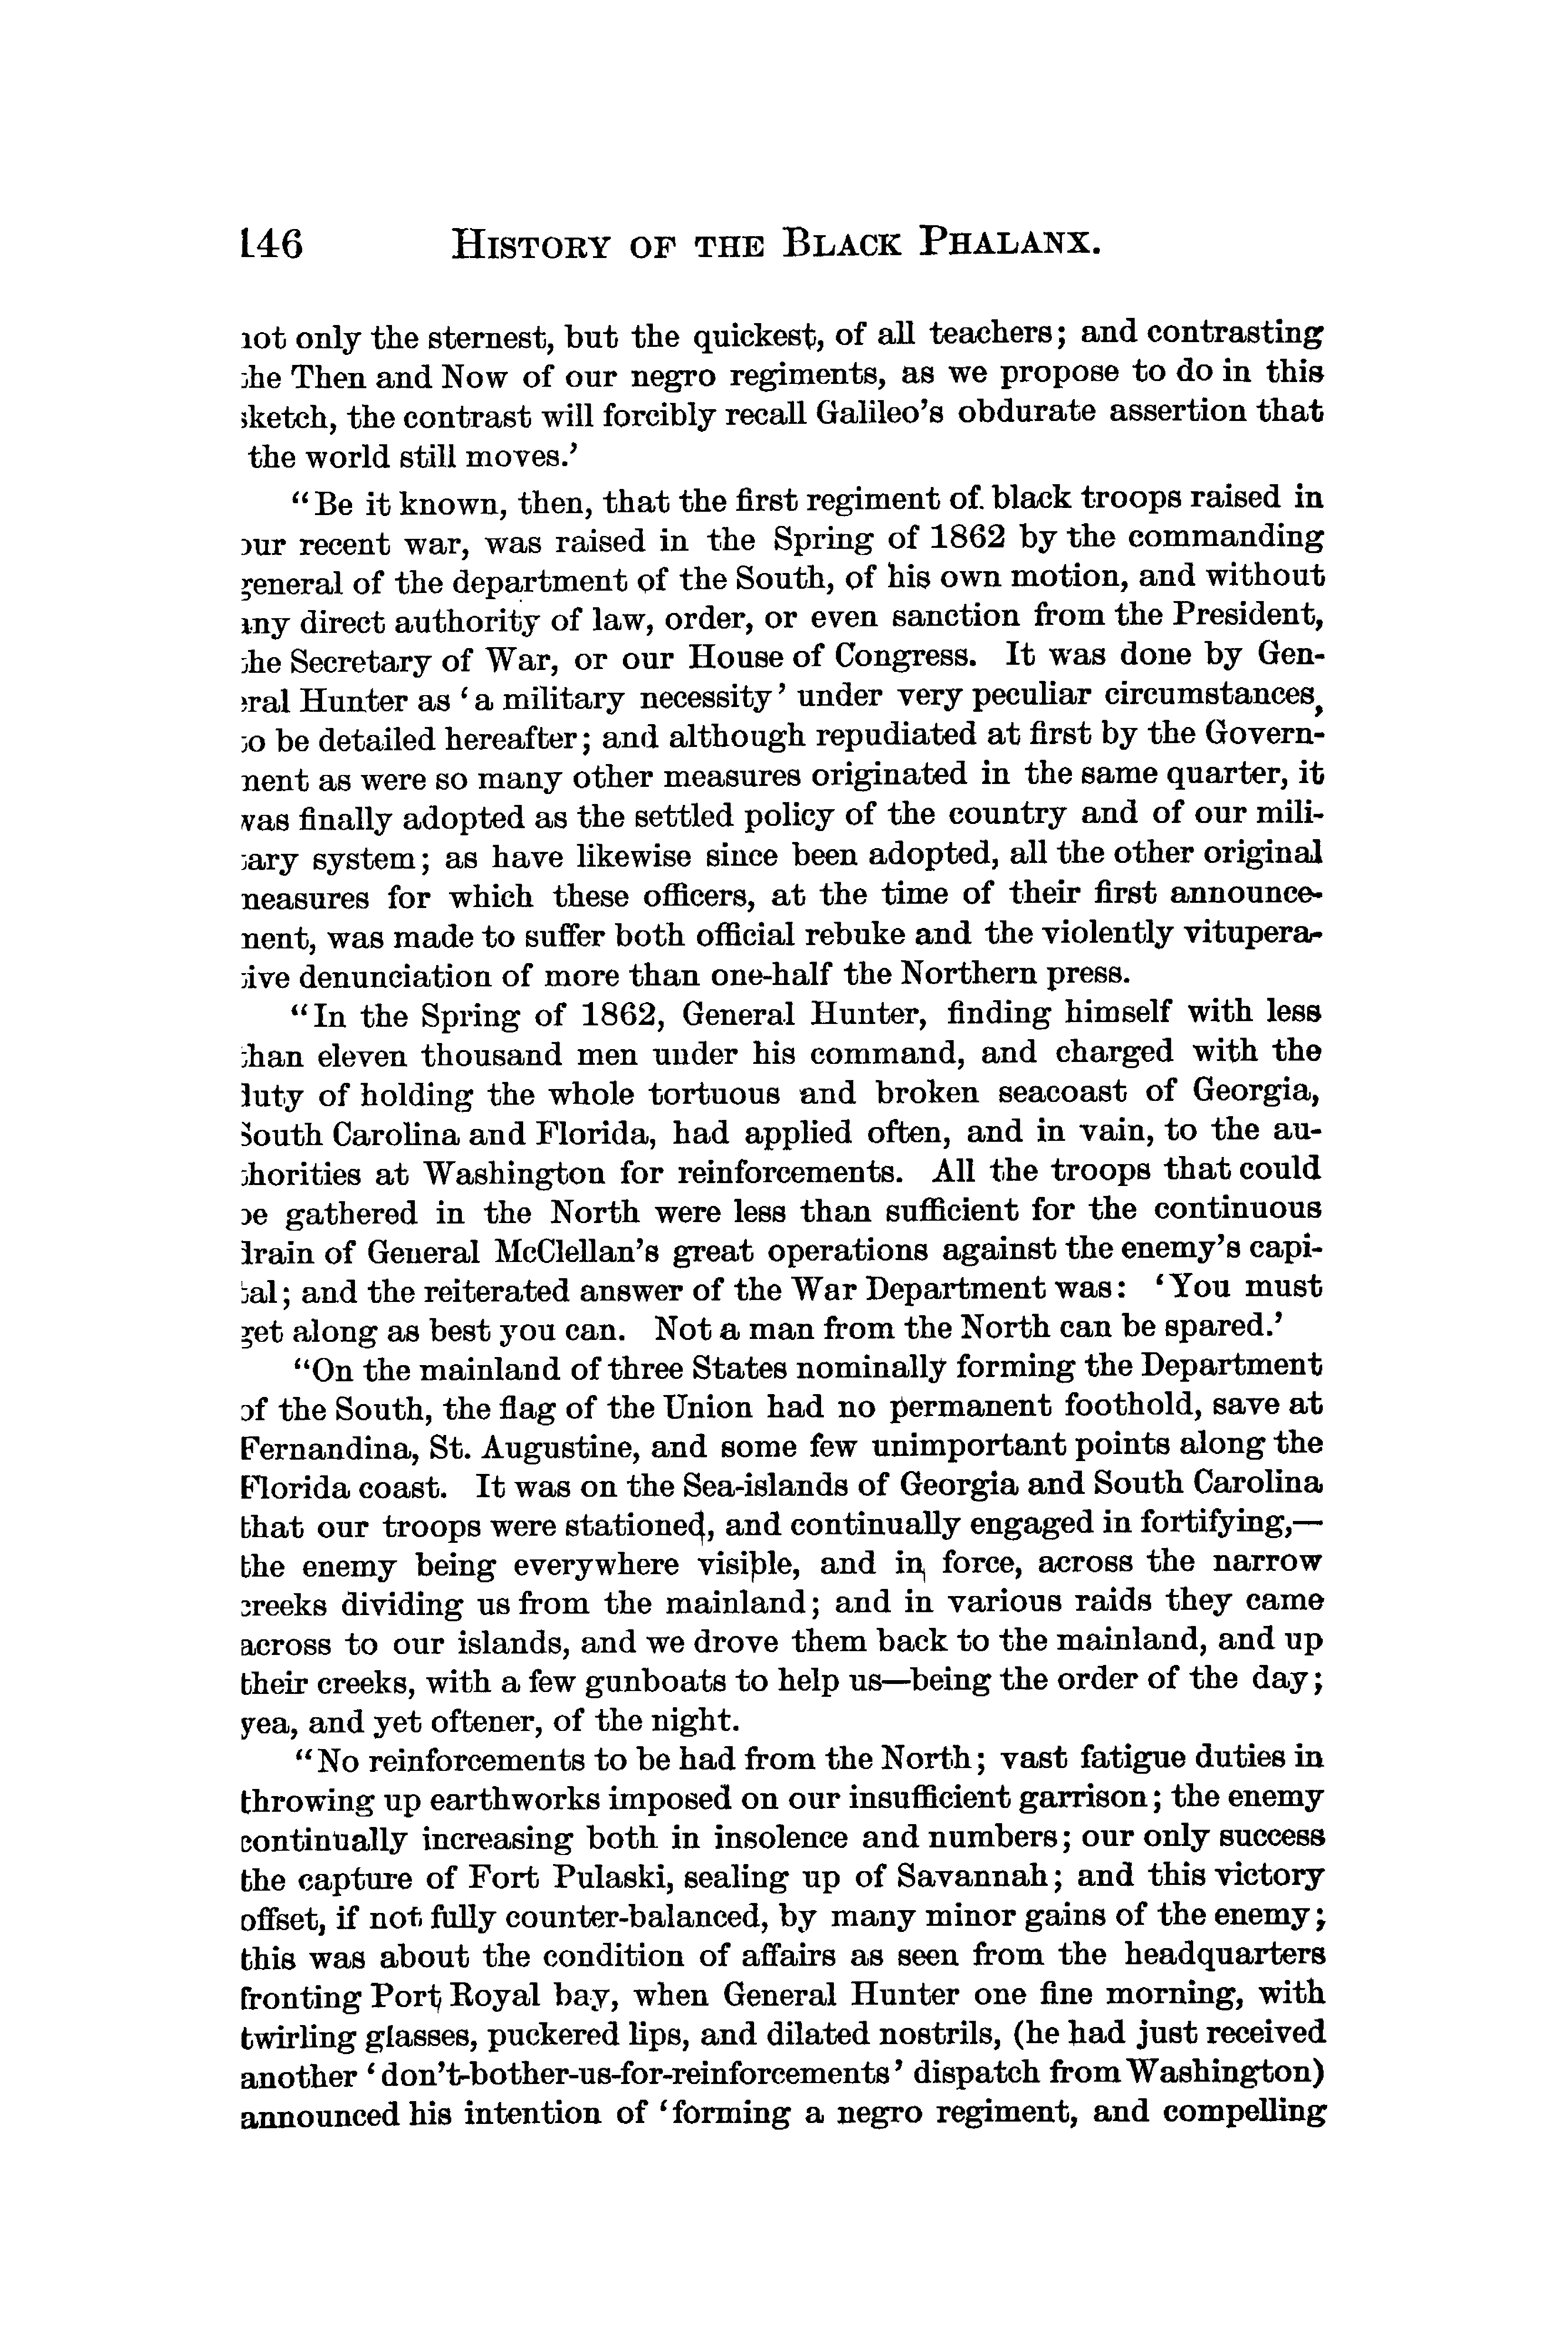 146 HISTORY OF THE BLACK PHALANX.
not only the sternest, but the quickest, of all teachers; and contrasting
the Then and Now of our negro regiments, as we propose to do in this
sketch, the contrast will forcibly recall Galileo's obdurate assertion that
the world still moves.'
"Be it known, then, that the first regiment of black troops raised in
our recent war, was raised in the Spring of 1862 by the commanding
general of the department of the South, of his own motion, and without
any direct authority of law, order, or even sanction from the President,
the Secretary of War, or our House of Congress. It was done by Gen-
eral Hunter as 'a military necessity' under very peculiar circumstances,
to be detailed hereafter; and although repudiated at first by the Govern-
ment as were so many other measures originated in the same quarter, it
was finally adopted as the settled policy of the country and of our mili-
tary system; as have likewise since been adopted, all the other original
measures for which these officers, at the time of their first announce-
ment, was made to suffer both official rebuke and the violently vitupera-
tive denunciation of more than one-half the Northern press.
"In the Spring of 1862, General Hunter, finding himself with less
than eleven thousand men under his command, and charged with the
duty of holding the whole tortuous and broken seacoast of Georgia,
South Carolina and Florida, had applied often, and in vain, to the au-
thorities at Washington for reinforcements. All the troops that could
be gathered in the North were less than sufficient for the continuous
drain of General McClellan's great operations against the enemy's capi-
tal; and the reiterated answer of the War Department was: 'You must
get along as best you can. Not a man from the North can be spared.'
"On the mainland of three States nominally forming the Department
of the South, the flag of the Union had no permanent foothold, save at
Fernandina, St. Augustine, and some few unimportant points along the
Florida coast. It was on the Sea-islands of Georgia and South Carolina
that our troops were stationed, and continually engaged in fortifying,—
the enemy being everywhere visible, and in force, across the narrow
creeks dividing us from the mainland; and in various raids they came
across to our islands, and we drove them back to the mainland, and up
their creeks, with a few gunboats to help us—being the order of the day;
yea, and yet oftener, of the night.
"No reinforcements to be had from the North; vast fatigue duties in
throwing up earthworks imposed on our insufficient garrison; the enemy
continually increasing both in insolence and numbers; our only success
the capture of Fort Pulaski, sealing up of Savannah; and this victory
offset, if not fully counter-balanced, by many minor gains of the enemy;
this was about the condition of affairs as seen from the headquarters
fronting Port Royal bay, when General Hunter one fine morning, with
twirling glasses, puckered lips, and dilated nostrils, (he had just received
another 'don't-bother-us-for-reinforcements' dispatch from Washington)
announced his intention of 'forming a negro regiment, and compelling